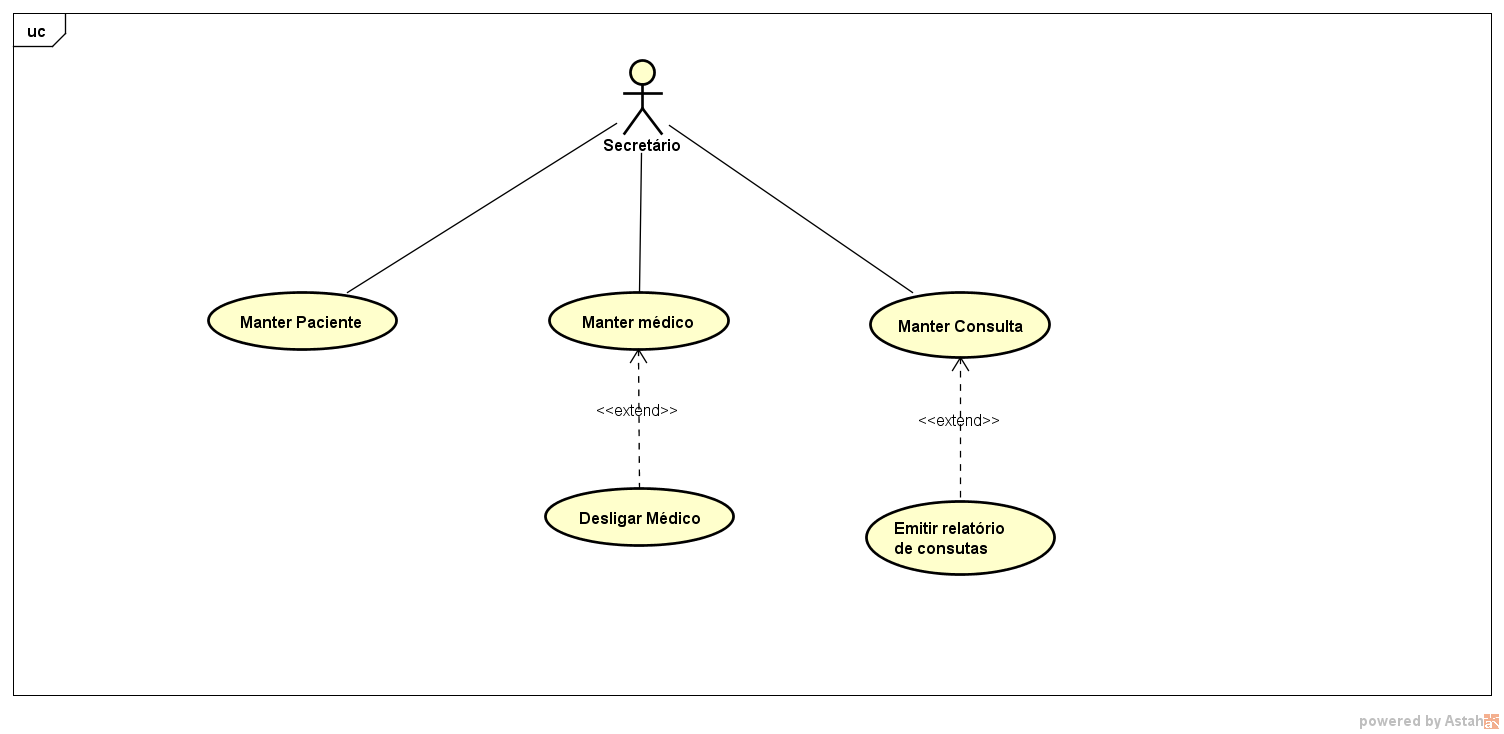 uc
Secretário
Manter Paciente
Manter médico
Manter Consulta
<<extend>>
<<extend>>
Desligar Médico
Emitir relatório
de consutas
powered by Astah